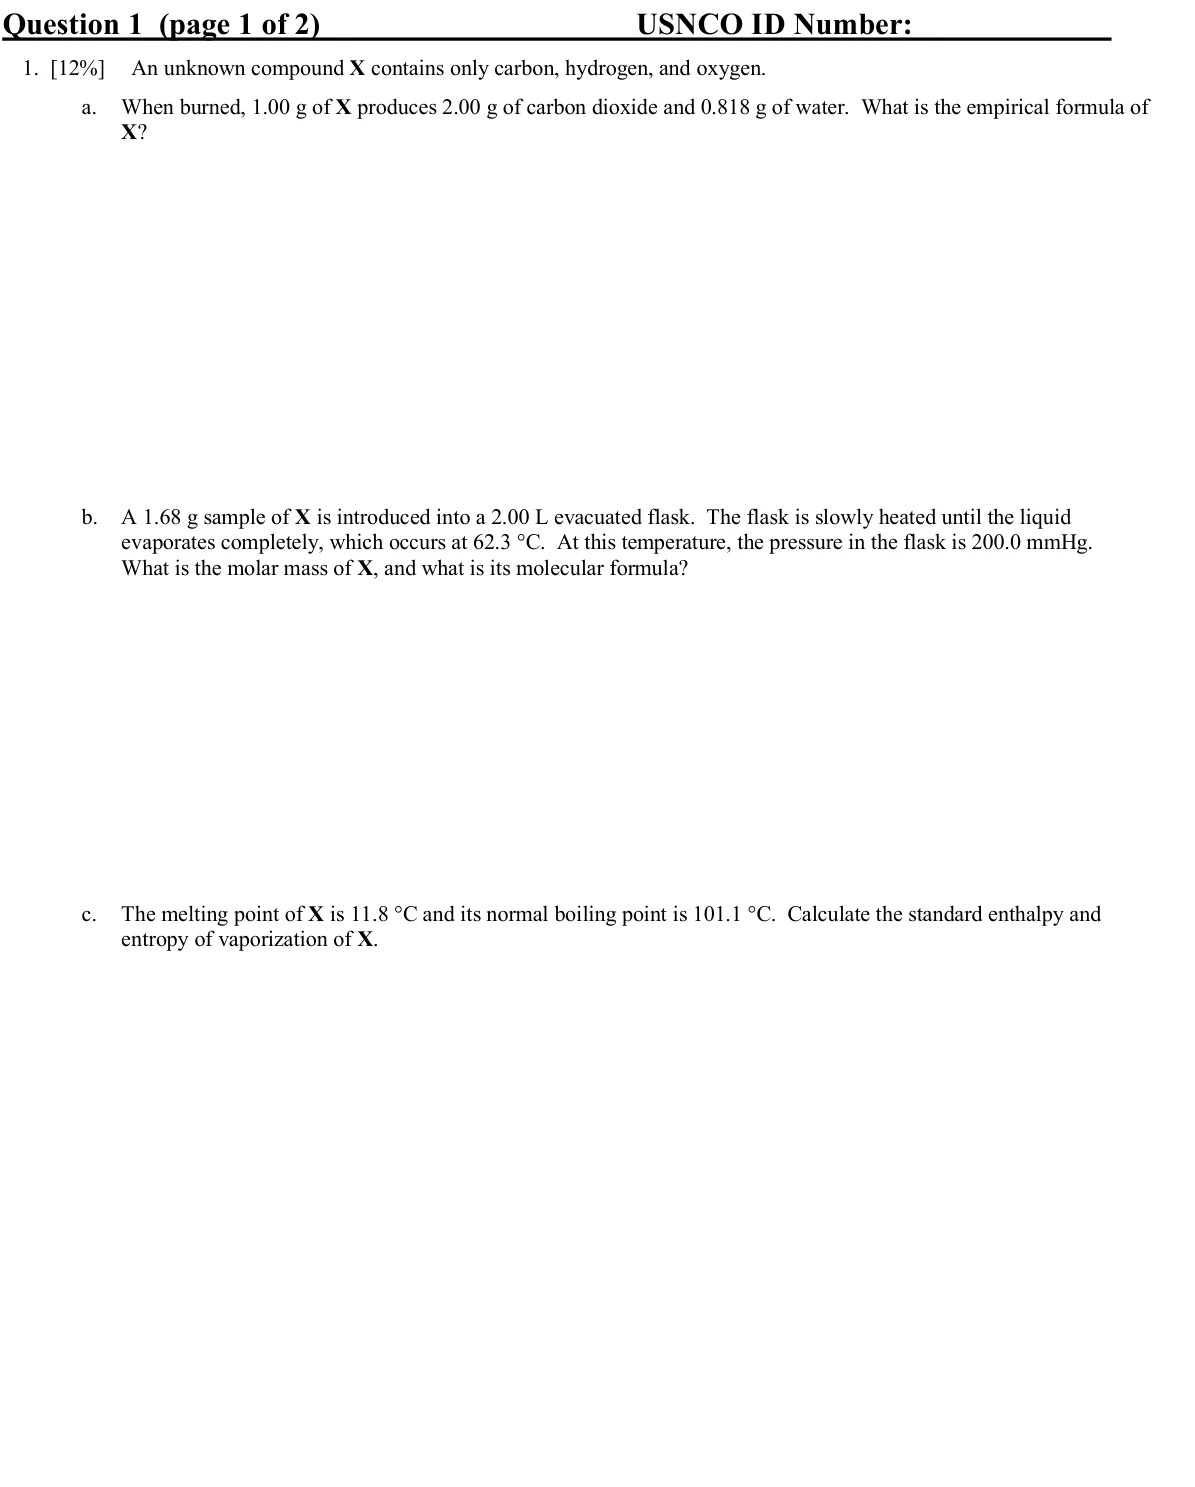 Question 1 (page 1 of 2) USNCO ID Number:
1. [12%] An unknown compound X contains only carbon, hydrogen, and oxygen.
a. When burned, 1.00 g of X produces 2.00 g of carbon dioxide and 0.818 g of water. What is the empirical formula of
X?
b. A 1.68 g sample of X is introduced into a 2.00 L evacuated flask. The flask is slowly heated until the liquid
evaporates completely, which occurs at 62.3 °C. At this temperature, the pressure in the flask is 200.0 mmHg.
What is the molar mass of X, and what is its molecular formula?
c. The melting point of X is 11.8 °C and its normal boiling point is 101.1 °C. Calculate the standard enthalpy and
entropy of vaporization of X.